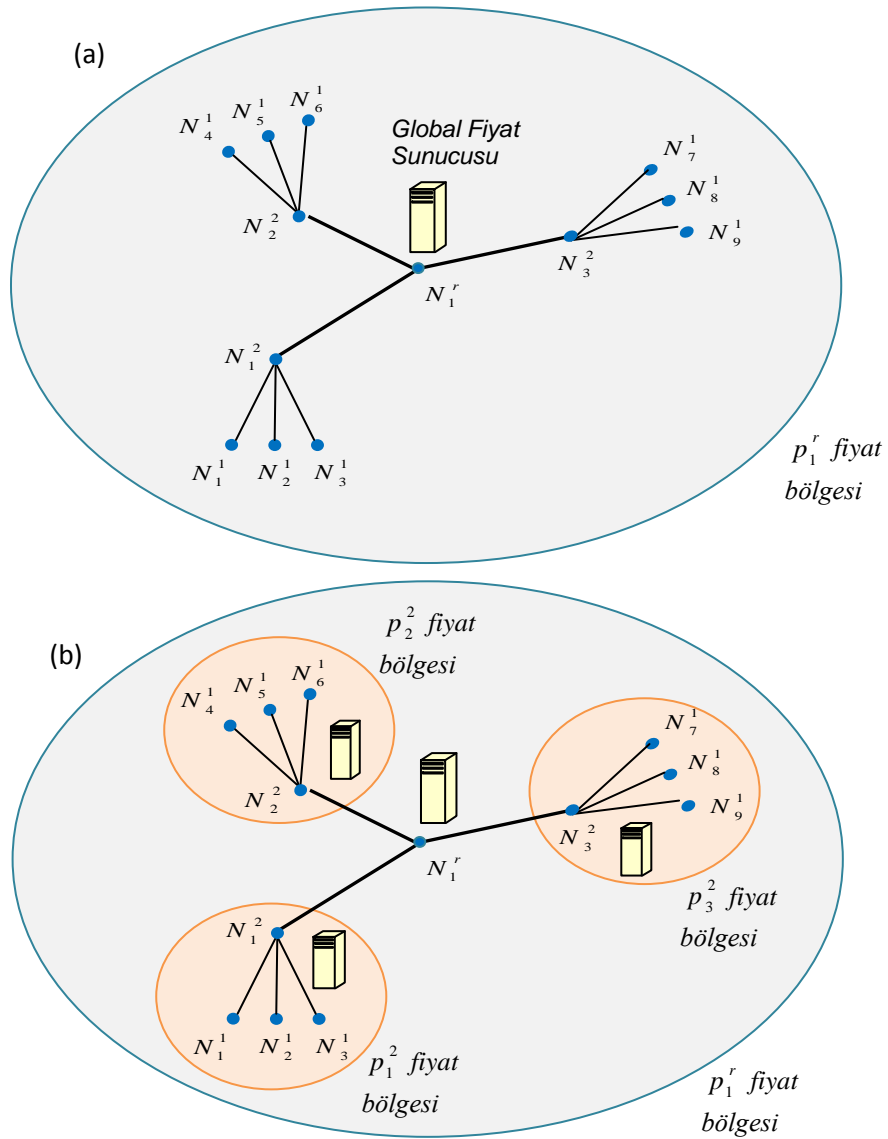 (a)
N_4^1
N_5^1
N_6^1
Global Fiyat
Sunucusu
N_7^1
N_8^1
N_9^1
N_2^2
N_3^2
N_1^r
N_1^2
N_1^1
N_2^1
N_3^1
p_1^r fiyat
bölgesi
(b)
p_2^2 fiyat
bölgesi
N_4^1
N_5^1
N_6^1
N_7^1
N_8^1
N_9^1
N_2^2
N_3^2
N_1^r
p_3^2 fiyat
bölgesi
N_1^2
N_1^1
N_2^1
N_3^1
p_1^2 fiyat
bölgesi
p_1^r fiyat
bölgesi